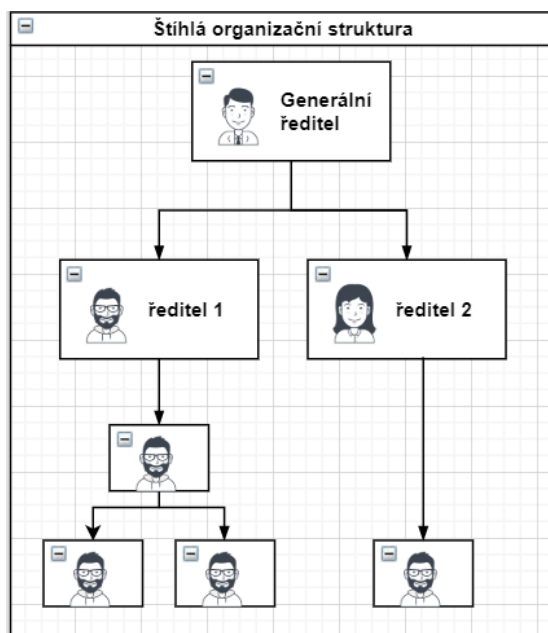 Štíhlá organizační struktura
Generální
ředitel
ředitel 1
ředitel 2